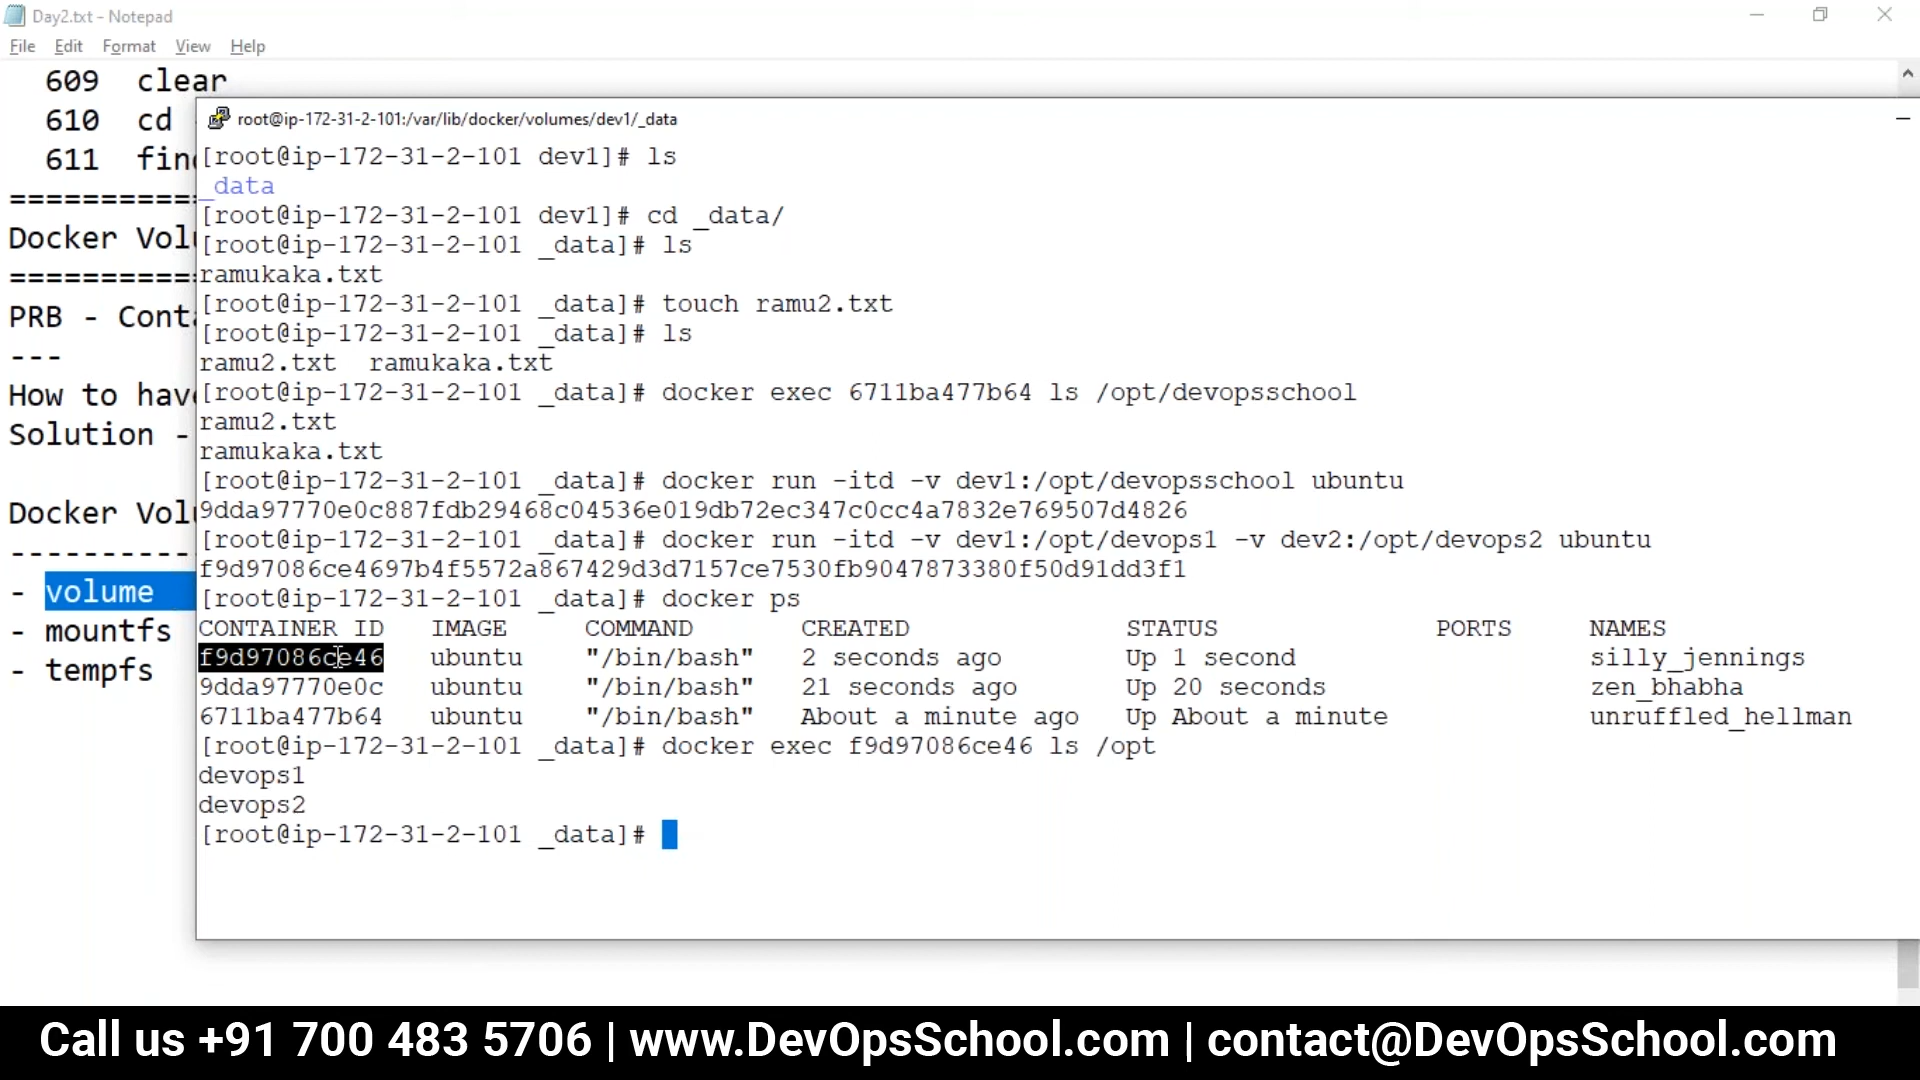 Day2.txt - Notepad
File Edit Format View Help
609 clear
610 cd
611 find
===========
Docker Volu
===========
PRB - Conta
---
How to have
Solution -
Docker Volu
-----------
- volume
- mountfs
- tempfs
root@ip-172-31-2-101:/var/lib/docker/volumes/dev1/_data
[root@ip-172-31-2-101 dev1]# ls
_data
[root@ip-172-31-2-101 dev1]# cd _data/
[root@ip-172-31-2-101 _data]# ls
ramukaka.txt
[root@ip-172-31-2-101 _data]# touch ramu2.txt
[root@ip-172-31-2-101 _data]# ls
ramu2.txt  ramukaka.txt
[root@ip-172-31-2-101 _data]# docker exec 6711ba477b64 ls /opt/devopsschool
ramu2.txt
ramukaka.txt
[root@ip-172-31-2-101 _data]# docker run -itd -v dev1:/opt/devopsschool ubuntu
9dda97770e0c887fdb29468c04536e019db72ec347c0cc4a7832e769507d4826
[root@ip-172-31-2-101 _data]# docker run -itd -v dev1:/opt/devops1 -v dev2:/opt/devops2 ubuntu
f9d97086ce4697b4f5572a867429d3d7157ce7530fb9047873380f50d91dd3f1
[root@ip-172-31-2-101 _data]# docker ps
CONTAINER ID   IMAGE   COMMAND   CREATED   STATUS   PORTS   NAMES
f9d97086ce46   ubuntu   "/bin/bash"   2 seconds ago   Up 1 second   silly_jennings
9dda97770e0c   ubuntu   "/bin/bash"   21 seconds ago   Up 20 seconds   zen_bhabha
6711ba477b64   ubuntu   "/bin/bash"   About a minute ago   Up About a minute   unruffled_hellman
[root@ip-172-31-2-101 _data]# docker exec f9d97086ce46 ls /opt
devops1
devops2
[root@ip-172-31-2-101 _data]#
Call us +91 700 483 5706 | www.DevOpsSchool.com | contact@DevOpsSchool.com